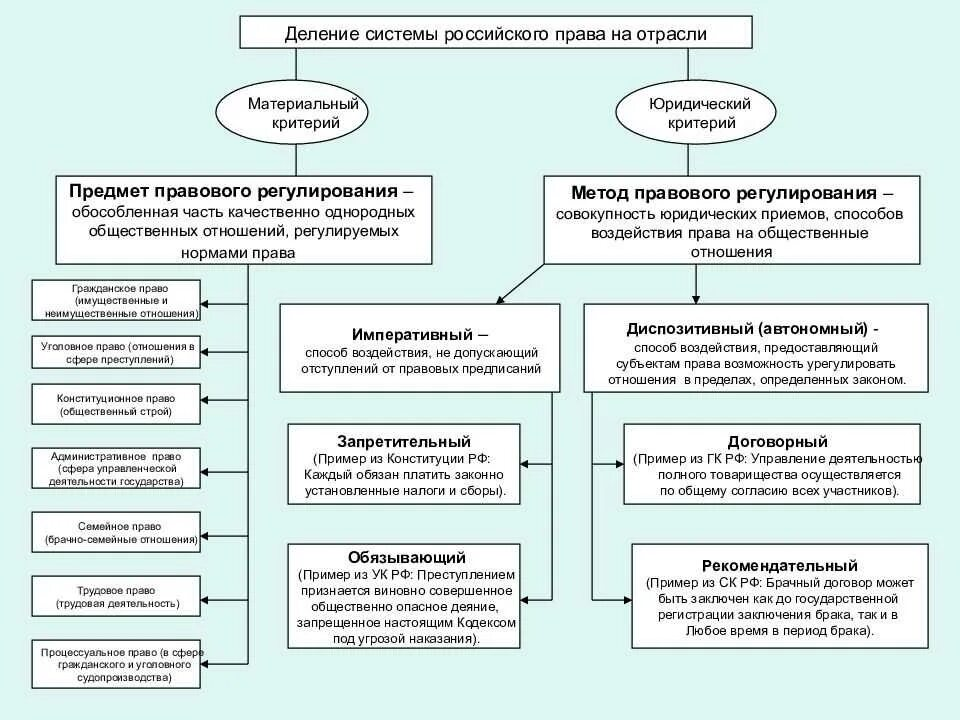 Деление системы российского права на отрасли
Материальный
критерий
Юридический
критерий
Предмет правового регулирования –
обособленная часть качественно однородных
общественных отношений, регулируемых
нормами права
Метод правового регулирования –
совокупность юридических приемов, способов
воздействия права на общественные
отношения
Гражданское право
(имущественные и
неимущественные отношения)
Уголовное право (отношения в
сфере преступлений)
Конституционное право
(общественный строй)
Административное право
(сфера управленческой
деятельности государства)
Семейное право
(брачно-семейные отношения)
Трудовое право
(трудовая деятельность)
Процессуальное право (в сфере
гражданского и уголовного
судопроизводства)
Императивный –
способ воздействия, не допускающий
отступлений от правовых предписаний
Запретительный
(Пример из Конституции РФ:
Каждый обязан платить законно
установленные налоги и сборы).
Обязывающий
(Пример из УК РФ: Преступлением
признается виновно совершенное
общественно опасное деяние,
запрещенное настоящим Кодексом
под угрозой наказания).
Диспозитивный (автономный) -
способ воздействия, предоставляющий
субъектам права возможность урегулировать
отношения в пределах, определенных законом.
Договорный
(Пример из ГК РФ: Управление деятельностью
полного товарищества осуществляется
по общему согласию всех участников).
Рекомендательный
(Пример из СК РФ: Брачный договор может
быть заключен как до государственной
регистрации заключения брака, так и в
Любое время в период брака).